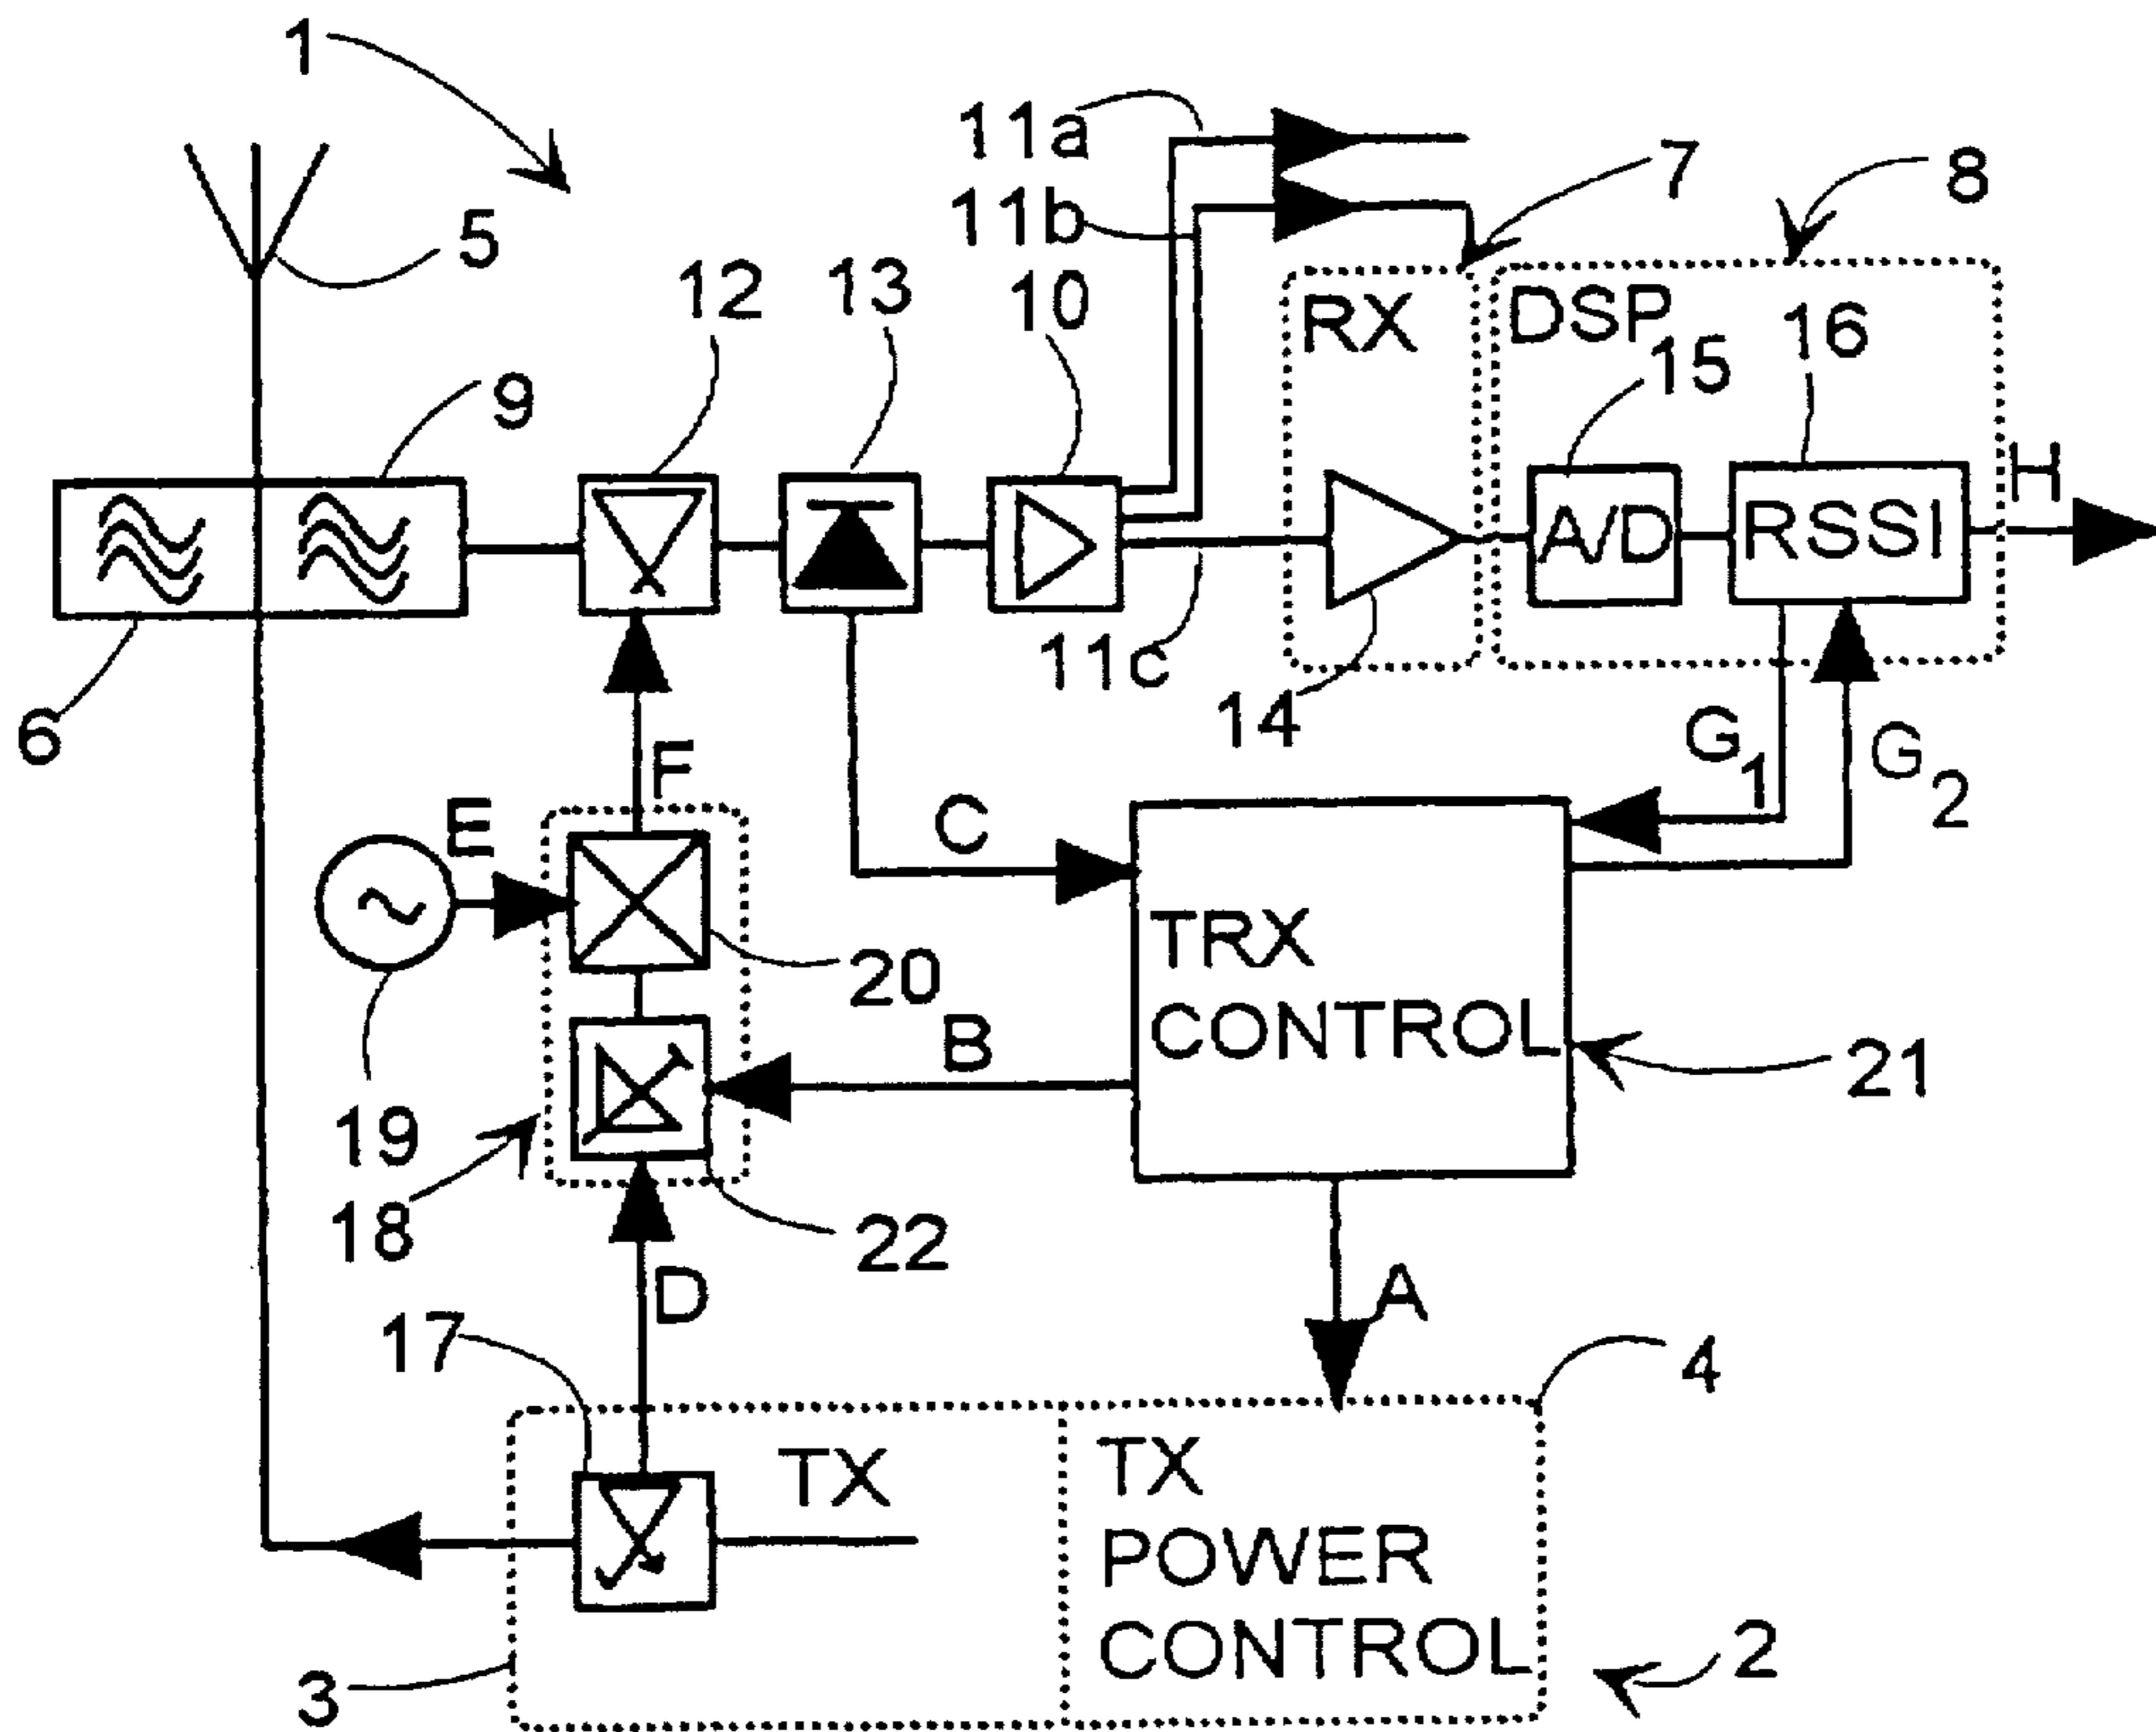 1
11a
7
8
11b
5
12
13
10
RX
DSP
16
15
9
H
A/D
RSSI
11c
14
6
G1
G2
F
E
C
TRX
CONTROL
20
B
21
19
18
22
D
A
17
4
TX
TX
POWER
CONTROL
3
2